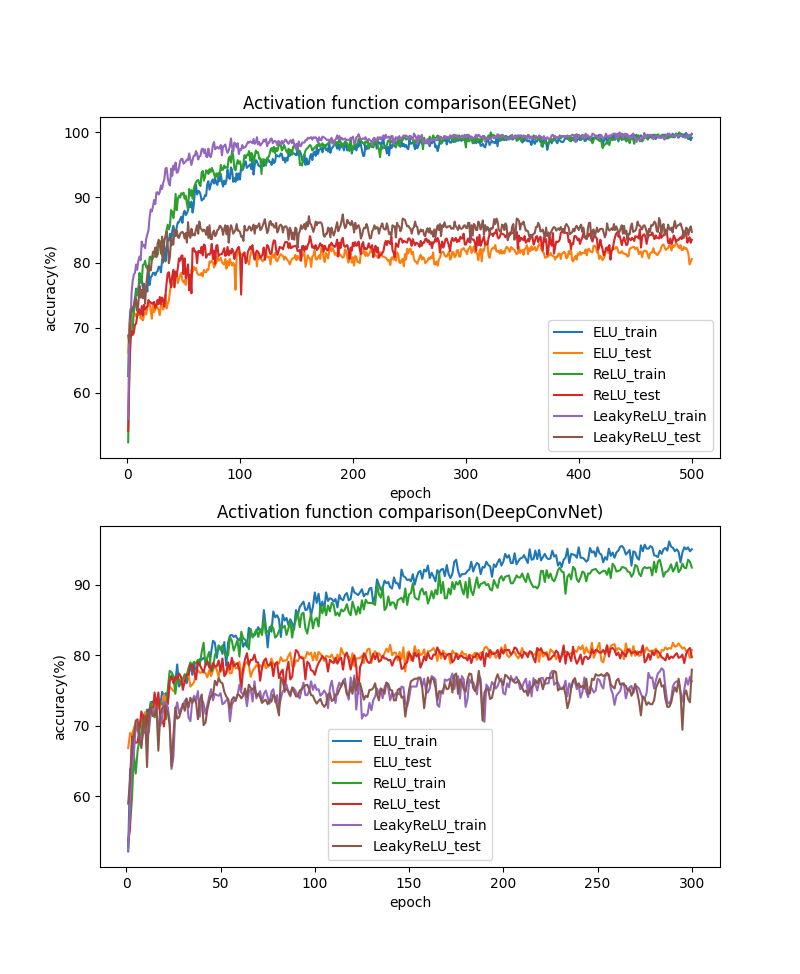 Activation function comparison(EEGNet)
100
90
80
70
60
accuracy(%)
ELU_train
ELU_test
ReLU_train
ReLU_test
LeakyReLU_train
LeakyReLU_test
0 100 200 300 400 500
epoch
Activation function comparison(DeepConvNet)
90
80
70
60
accuracy(%)
ELU_train
ELU_test
ReLU_train
ReLU_test
LeakyReLU_train
LeakyReLU_test
0 50 100 150 200 250 300
epoch